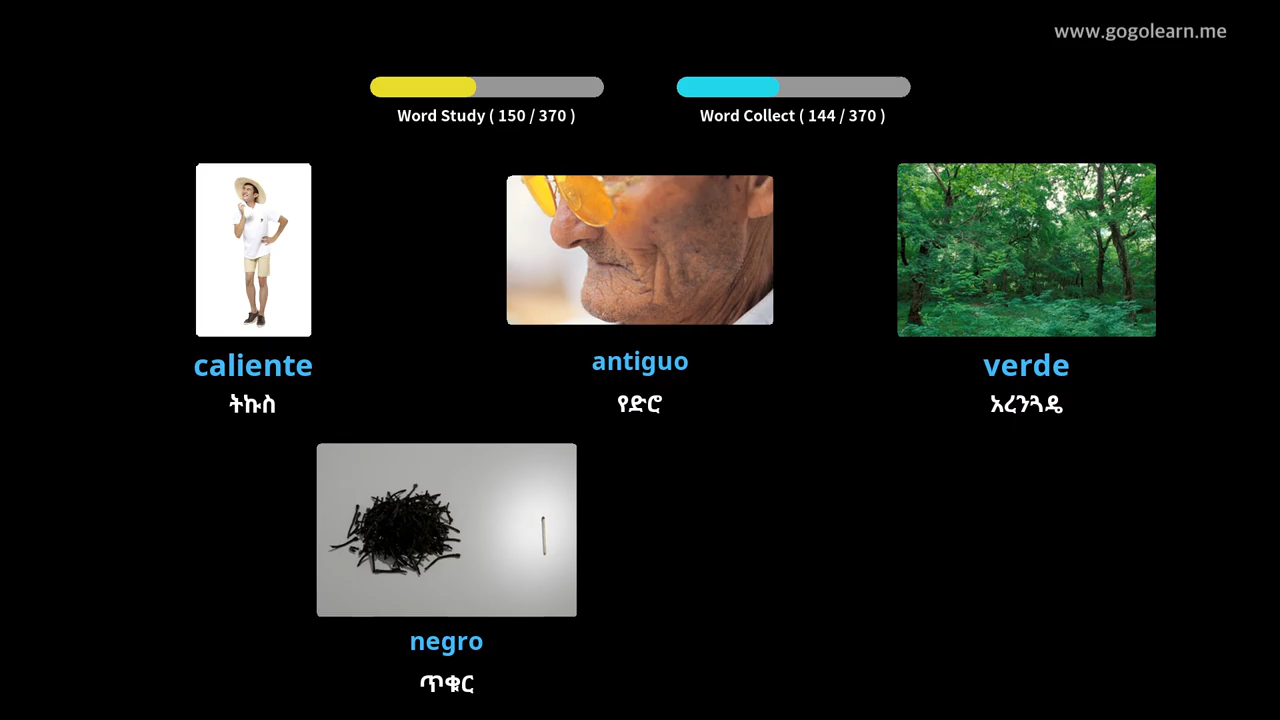 www.gogolearn.me
Word Study ( 150 / 370 )
Word Collect ( 144 / 370 )
caliente
ትኩስ
antiguo
የድሮ
verde
አረንጓዴ
negro
ጥቁር